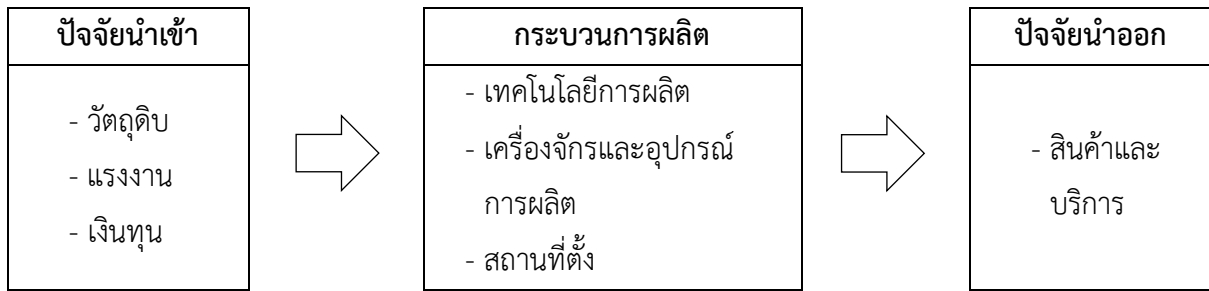 ปัจจัยนำเข้า
- วัตถุดิบ
- แรงงาน
- เงินทุน
กระบวนการผลิต
- เทคโนโลยีการผลิต
- เครื่องจักรและอุปกรณ์
การผลิต
- สถานที่ตั้ง
ปัจจัยนำออก
- สินค้าและ
บริการ